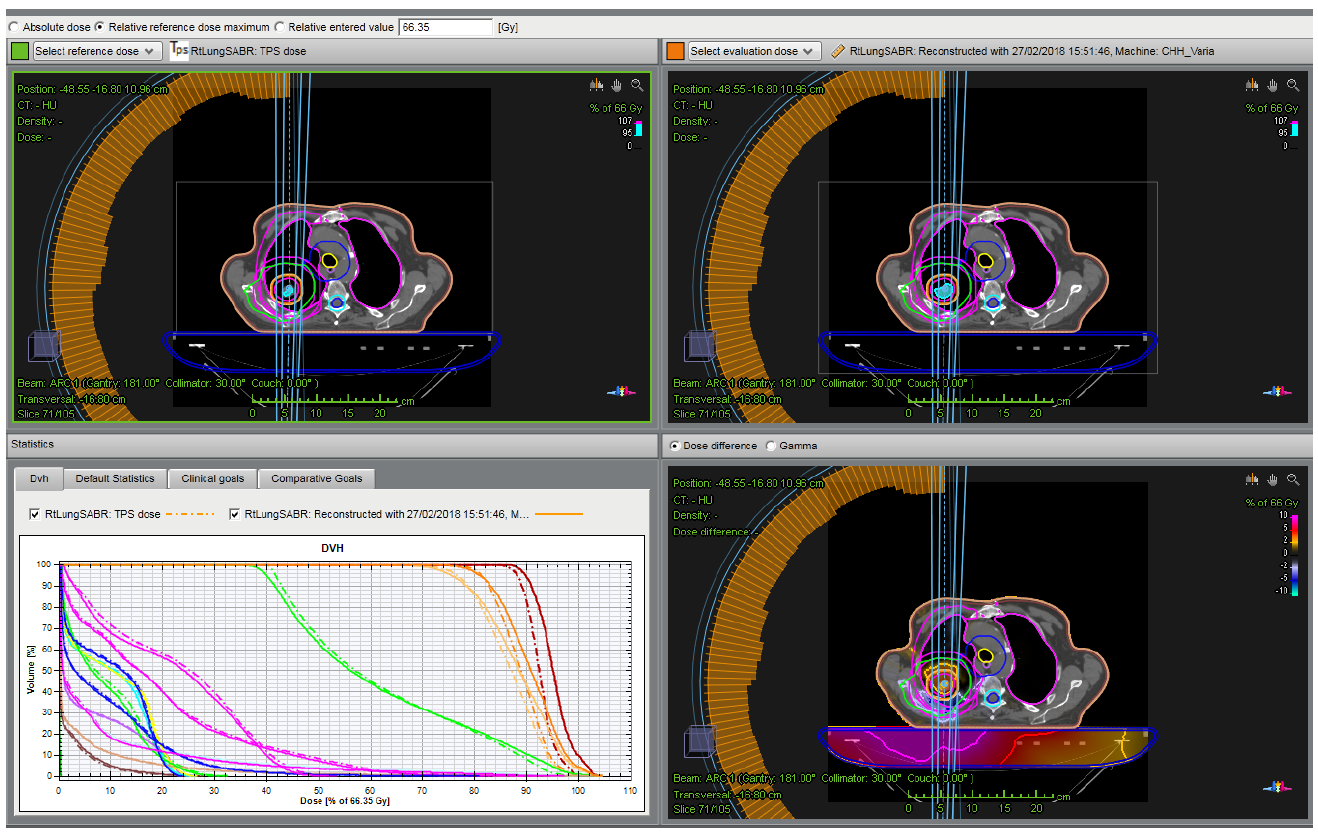 Absolute dose Relative reference dose maximum Relative entered value 66.35 [Gy]
Select reference dose Tps RtLungSABR: TPS dose
Select evaluation dose RtLungSABR: Reconstructed with 27/02/2018 15:51:46, Machine: CHH_Varia
Position: -48.55 -16.80 10.96 cm
CT: - HU
Density: -
Dose: -
% of 66 Gy
107
95
0
Beam: ARC 1 (Gantry: 181.00° Collimator: 30.00° Couch: 0.00° )
Transversal: -16.80 cm
Slice 71/105
0 5 10 15 20 cm
Position: -48.55 -16.80 10.96 cm
CT: - HU
Density: -
Dose: -
% of 66 Gy
107
95
0
Beam: ARC 1 (Gantry: 181.00° Collimator: 30.00° Couch: 0.00° )
Transversal: -16.80 cm
Slice 71/105
0 5 10 15 20 cm
Statistics
Dvh Default Statistics Clinical goals Comparative Goals
RtLungSABR: TPS dose RtLungSABR: Reconstructed with 27/02/2018 15:51:46, M...
DVH
Volume [%]
100
90
80
70
60
50
40
30
20
10
0
0 10 20 30 40 50 60 70 80 90 100 110
Dose [% of 66.35 Gy]
Dose difference Gamma
Position: -48.55 -16.80 10.96 cm
CT: - HU
Density: -
Dose difference: -
% of 66 Gy
10
5
2
0
-2
-5
-10
Beam: ARC 1 (Gantry: 181.00° Collimator: 30.00° Couch: 0.00° )
Transversal: -16.80 cm
Slice 71/105
0 5 10 15 20 cm